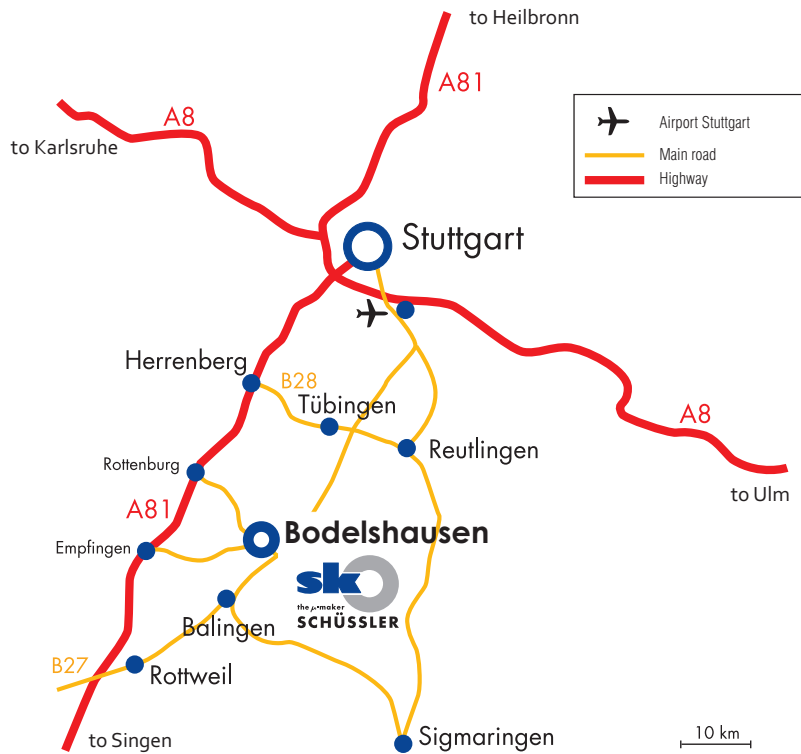 to Heilbronn
A81
A8
to Karlsruhe
Airport Stuttgart
Main road
Highway
Stuttgart
Herrenberg
B28
Tübingen
Reutlingen
A8
to Ulm
Rottenburg
A81
Empfingen
Bodelshausen
sk
the µ-maker
SCHÜSSLER
Balingen
B27
Rottweil
to Singen
Sigmaringen
10 km